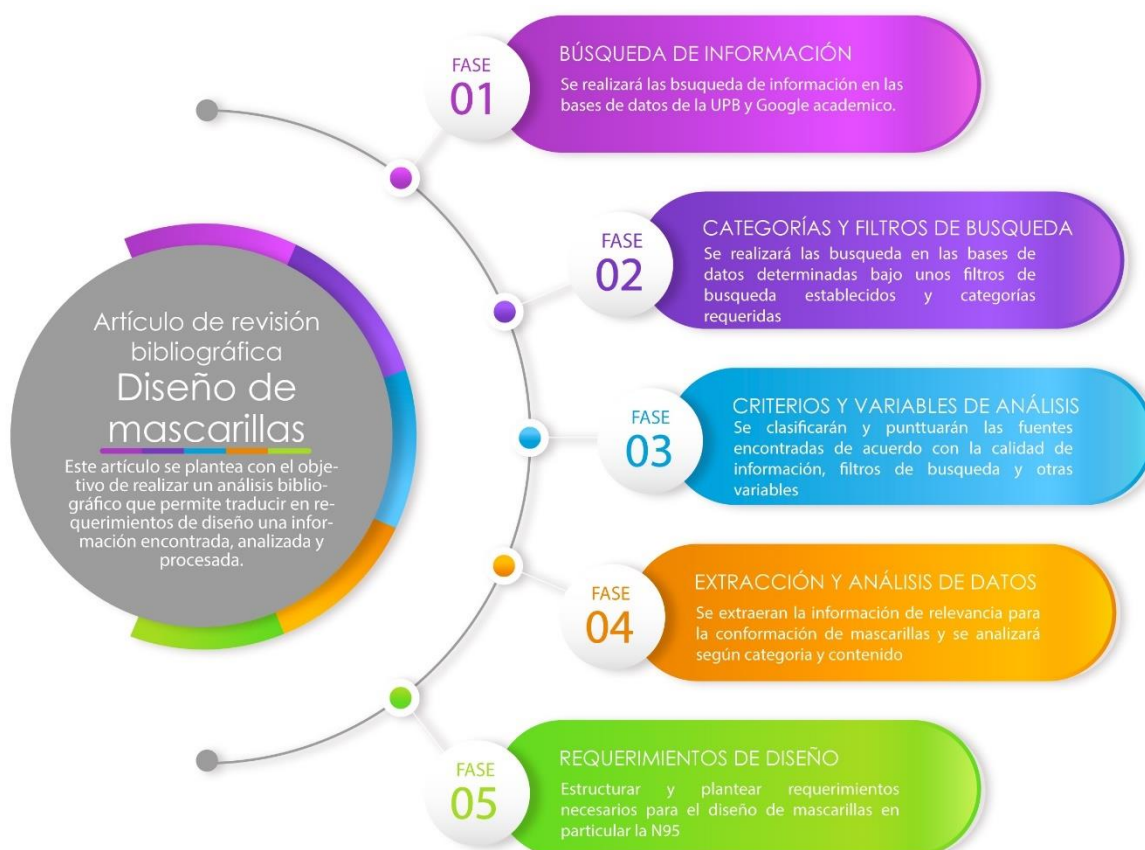 Artículo de revisión
bibliográfica
Diseño de
mascarillas
Este artículo se plantea con el obje-
tivo de realizar un análisis biblio-
gráfico que permite traducir en re-
querimientos de diseño una infor-
mación encontrada, analizada y
procesada.
FASE
01
BÚSQUEDA DE INFORMACIÓN
Se realizará las bsuqueda de información en las
bases de datos de la UPB y Google academico.
FASE
02
CATEGORÍAS Y FILTROS DE BUSQUEDA
Se realizará las busqueda en las bases de
datos determinadas bajo unos filtros de
busqueda establecidos y categorías
requeridas
FASE
03
CRITERIOS Y VARIABLES DE ANÁLISIS
Se clasificarán y punttuarán las fuentes
encontradas de acuerdo con la calidad de
información, filtros de busqueda y otras
variables
FASE
04
EXTRACCIÓN Y ANÁLISIS DE DATOS
Se extraeran la información de relevancia para
la conformación de mascarillas y se analizará
según categoria y contenido
FASE
05
REQUERIMIENTOS DE DISEÑO
Estructurar y plantear requerimientos
necesarios para el diseño de mascarillas en
particular la N95